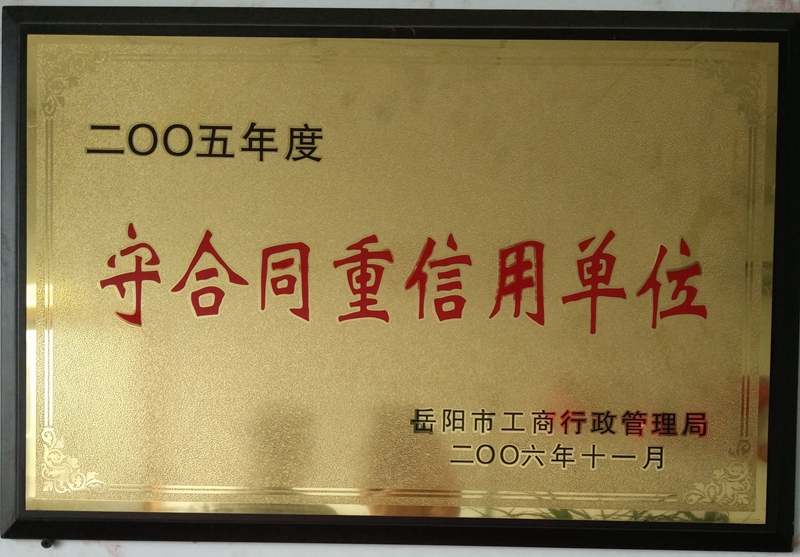 二OO五年度
守合同重信用单位
岳阳市工商行政管理局
二OO六年十一月